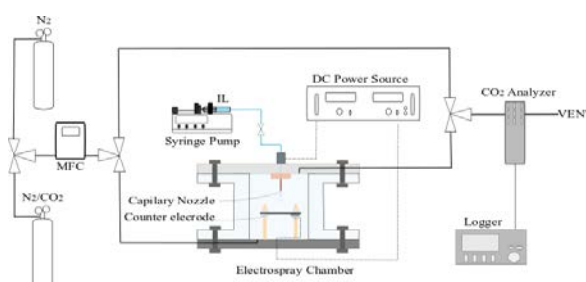 N2
IL
DC Power Source
CO2 Analyzer
VEN
Syringe Pump
MFC
Capilary Nozzle
Counter elecrode
N2/CO2
Logger
Electrospray Chamber